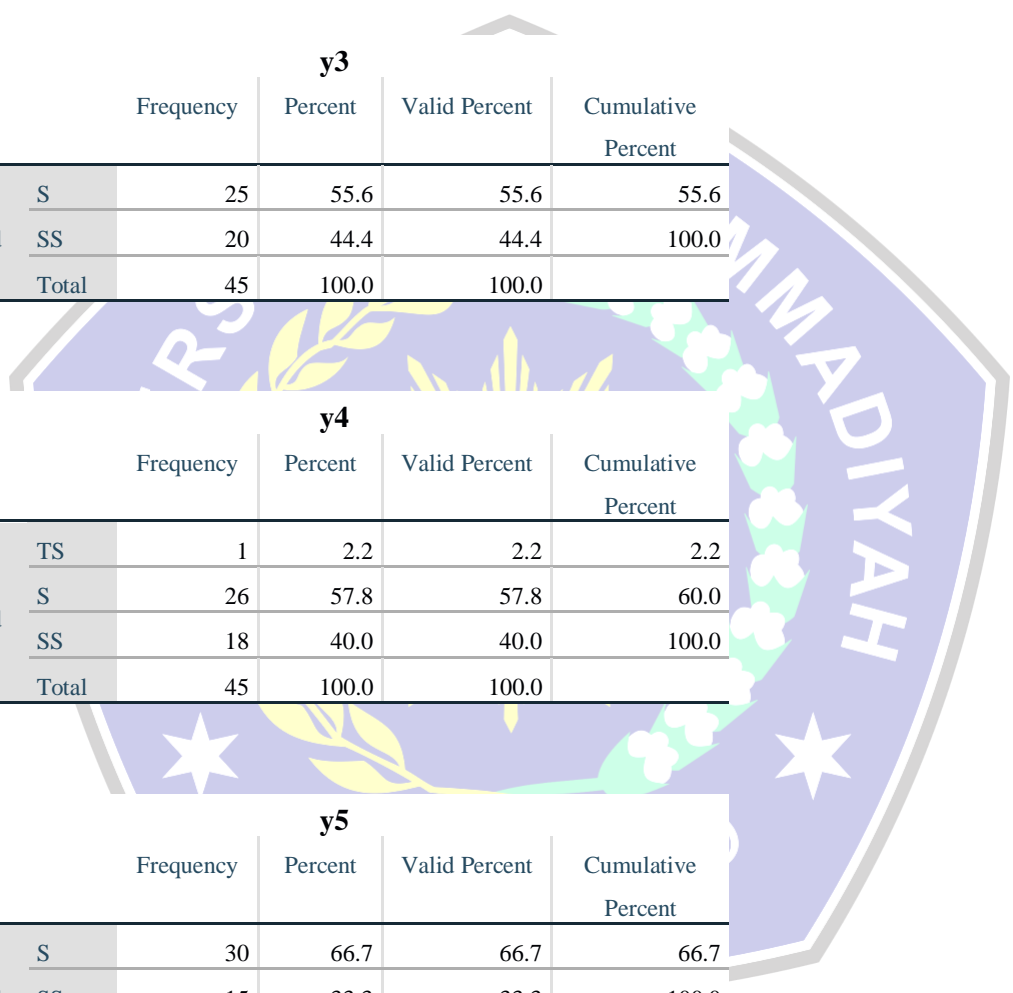 y3
Frequency Percent Valid Percent Cumulative
Percent
S 25 55.6 55.6 55.6
SS 20 44.4 44.4 100.0
Total 45 100.0 100.0
y4
Frequency Percent Valid Percent Cumulative
Percent
TS 1 2.2 2.2 2.2
S 26 57.8 57.8 60.0
SS 18 40.0 40.0 100.0
Total 45 100.0 100.0
y5
Frequency Percent Valid Percent Cumulative
Percent
S 30 66.7 66.7 66.7